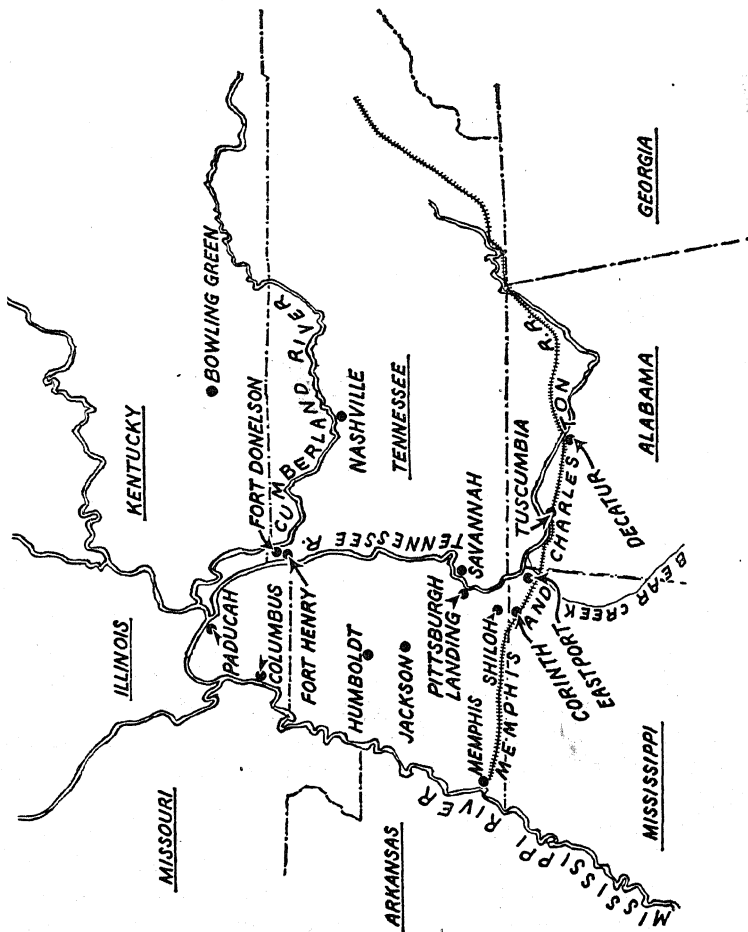 ILLINOIS
KENTUCKY
MISSOURI
PADUCAH
COLUMBUS
FORT DONELSON
FORT HENRY
BOWLING GREEN
CUMBERLAND RIVER
NASHVILLE
TENNESSEE
HUMBOLDT
JACKSON
TENNESSEE R.
SAVANNAH
PITTSBURGH
LANDING
SHILOH
MEMPHIS
MEMPHIS AND CHARLESTON R.R.
CORINTH
EASTPORT
TUSCUMBIA
DECATUR
BEAR CREEK
MISSISSIPPI RIVER
ARKANSAS
MISSISSIPPI
ALABAMA
GEORGIA